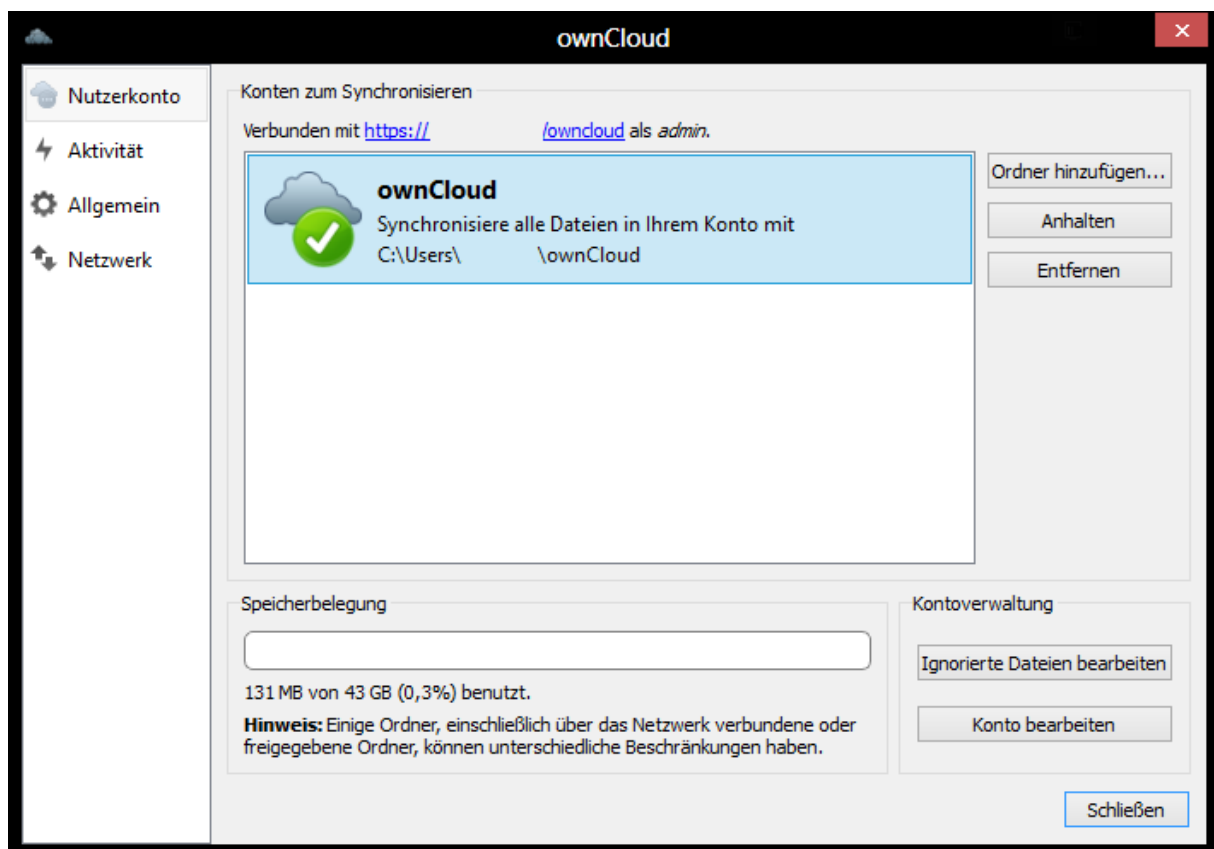 ownCloud
Nutzerkonto
Aktivität
Allgemein
Netzwerk
Konten zum Synchronisieren
Verbunden mit https:// /owncloud als admin.
ownCloud
Synchronisiere alle Dateien in Ihrem Konto mit
C:\Users\ \ownCloud
Ordner hinzufügen...
Anhalten
Entfernen
Speicherbelegung
131 MB von 43 GB (0,3%) benutzt.
Hinweis: Einige Ordner, einschließlich über das Netzwerk verbundene oder
freigegebene Ordner, können unterschiedliche Beschränkungen haben.
Kontoverwaltung
Ignorierte Dateien bearbeiten
Konto bearbeiten
Schließen